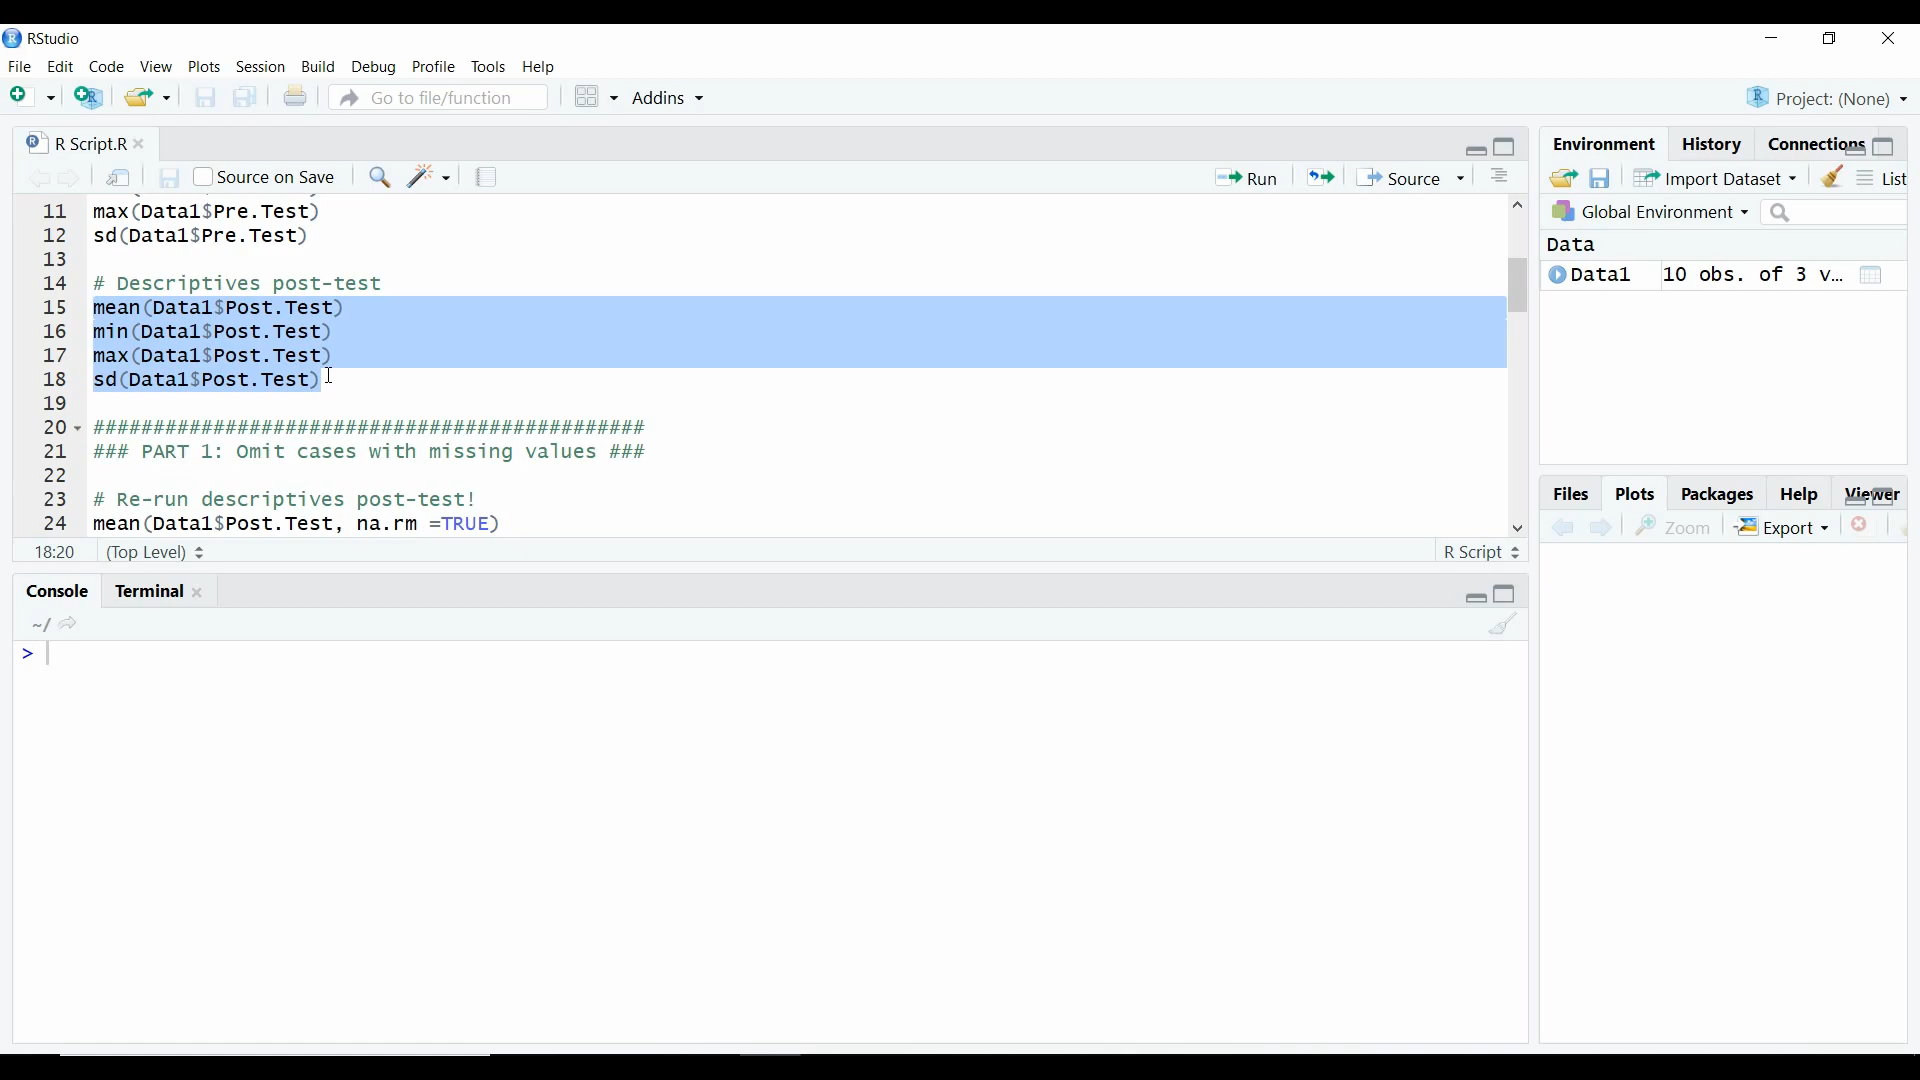 RStudio
File Edit Code View Plots Session Build Debug Profile Tools Help
Go to file/function Addins Project: (None)
R Script.R
Source on Save Run Source
11 max(Data1$Pre.Test)
12 sd(Data1$Pre.Test)
13
14 # Descriptives post-test
15 mean(Data1$Post.Test)
16 min(Data1$Post.Test)
17 max(Data1$Post.Test)
18 sd(Data1$Post.Test)
19
20 ##############################################
21 ### PART 1: Omit cases with missing values ###
22
23 # Re-run descriptives post-test!
24 mean(Data1$Post.Test, na.rm =TRUE)
18:20 (Top Level) R Script
Console Terminal
~/
>
Environment History Connections
Import Dataset List
Global Environment
Data
Data1 10 obs. of 3 v...
Files Plots Packages Help Viewer
Zoom Export